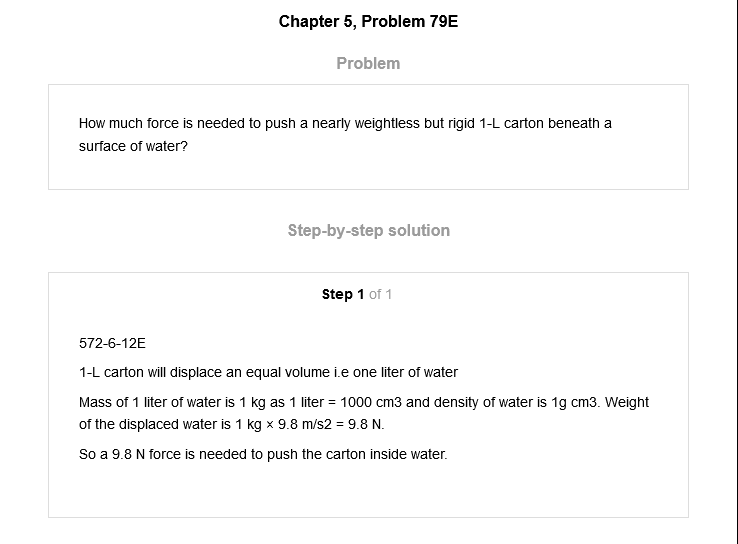 Chapter 5, Problem 79E
Problem
How much force is needed to push a nearly weightless but rigid 1-L carton beneath a
surface of water?
Step-by-step solution
Step 1 of 1
572-6-12E
1-L carton will displace an equal volume i.e one liter of water
Mass of 1 liter of water is 1 kg as 1 liter = 1000 cm3 and density of water is 1g cm3. Weight
of the displaced water is 1 kg × 9.8 m/s2 = 9.8 N.
So a 9.8 N force is needed to push the carton inside water.